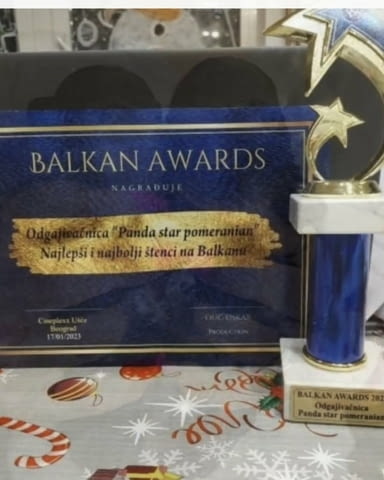 BALKAN AWARDS
NAGRAĐUJE
Odgajivačnica "Panda star pomeranian"
Najlepši i najbolji štenci na Balkanu
Cineplexx Ušće
Beograd
17/01/2023
PRODUCTION
BALKAN AWARDS 202
Odgajivačnica
Panda star pomeranian